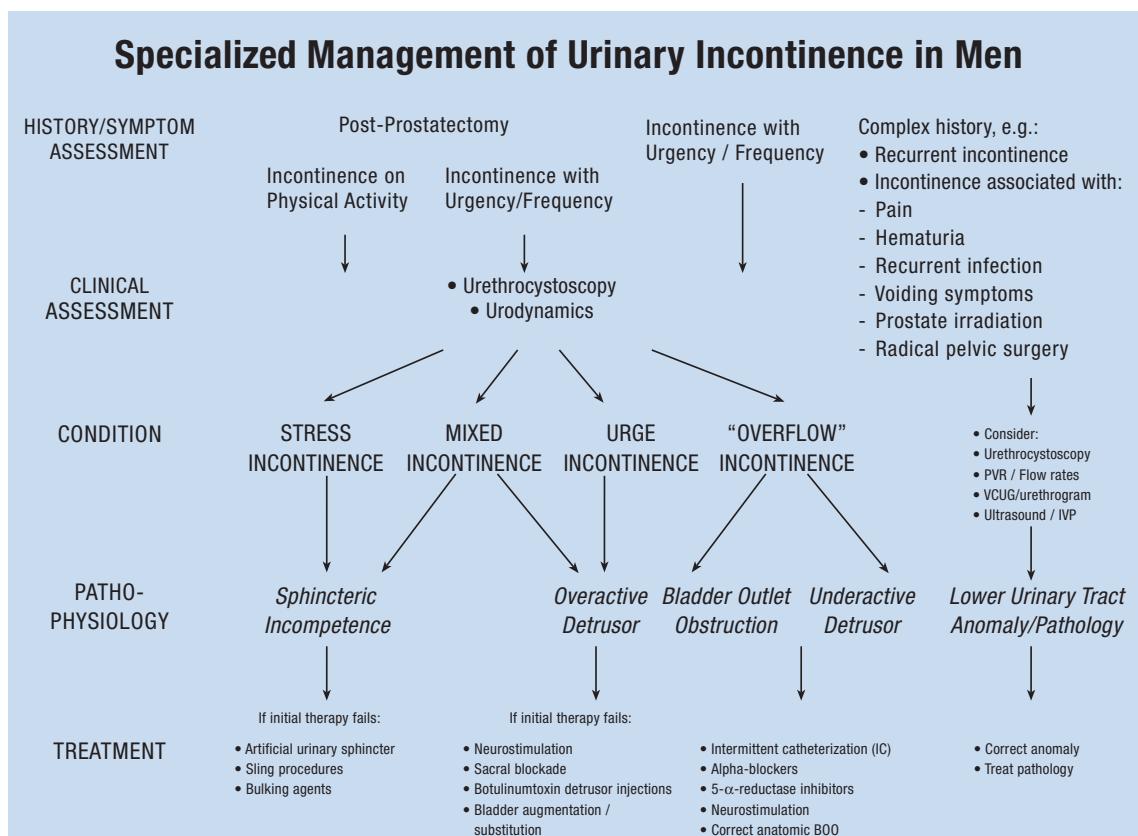 Specialized Management of Urinary Incontinence in Men
HISTORY/SYMPTOM
ASSESSMENT
Post-Prostatectomy
Incontinence on
Physical Activity
Incontinence with
Urgency/Frequency
Incontinence with
Urgency / Frequency
Complex history, e.g.:
• Recurrent incontinence
• Incontinence associated with:
- Pain
- Hematuria
- Recurrent infection
- Voiding symptoms
- Prostate irradiation
- Radical pelvic surgery
CLINICAL
ASSESSMENT
• Urethrocystoscopy
• Urodynamics
CONDITION
STRESS
INCONTINENCE
MIXED
INCONTINENCE
URGE
INCONTINENCE
“OVERFLOW”
INCONTINENCE
• Consider:
• Urethrocystoscopy
• PVR / Flow rates
• VCUG/urethrogram
• Ultrasound / IVP
PATHO-
PHYSIOLOGY
Sphincteric
Incompetence
Overactive
Detrusor
Bladder Outlet
Obstruction
Underactive
Detrusor
Lower Urinary Tract
Anomaly/Pathology
TREATMENT
If initial therapy fails:
• Artificial urinary sphincter
• Sling procedures
• Bulking agents
If initial therapy fails:
• Neurostimulation
• Sacral blockade
• Botulinumtoxin detrusor injections
• Bladder augmentation /
substitution
• Intermittent catheterization (IC)
• Alpha-blockers
• 5-α-reductase inhibitors
• Neurostimulation
• Correct anatomic BOO
• Correct anomaly
• Treat pathology